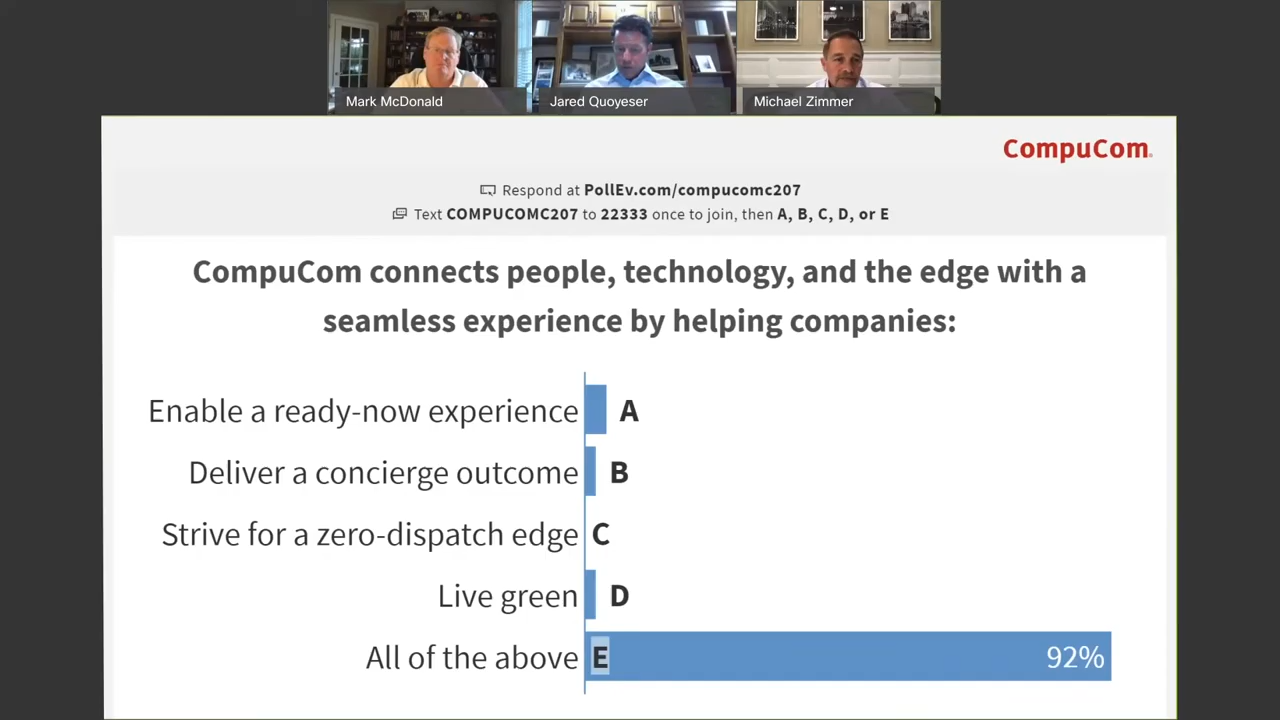 Mark McDonald
Jared Quoyeser
Michael Zimmer
CompuCom
Respond at PollEv.com/compucomc207
Text COMPUCOMC207 to 22333 once to join, then A, B, C, D, or E
CompuCom connects people, technology, and the edge with a
seamless experience by helping companies:
Enable a ready-now experience A
Deliver a concierge outcome B
Strive for a zero-dispatch edge C
Live green D
All of the above E 92%